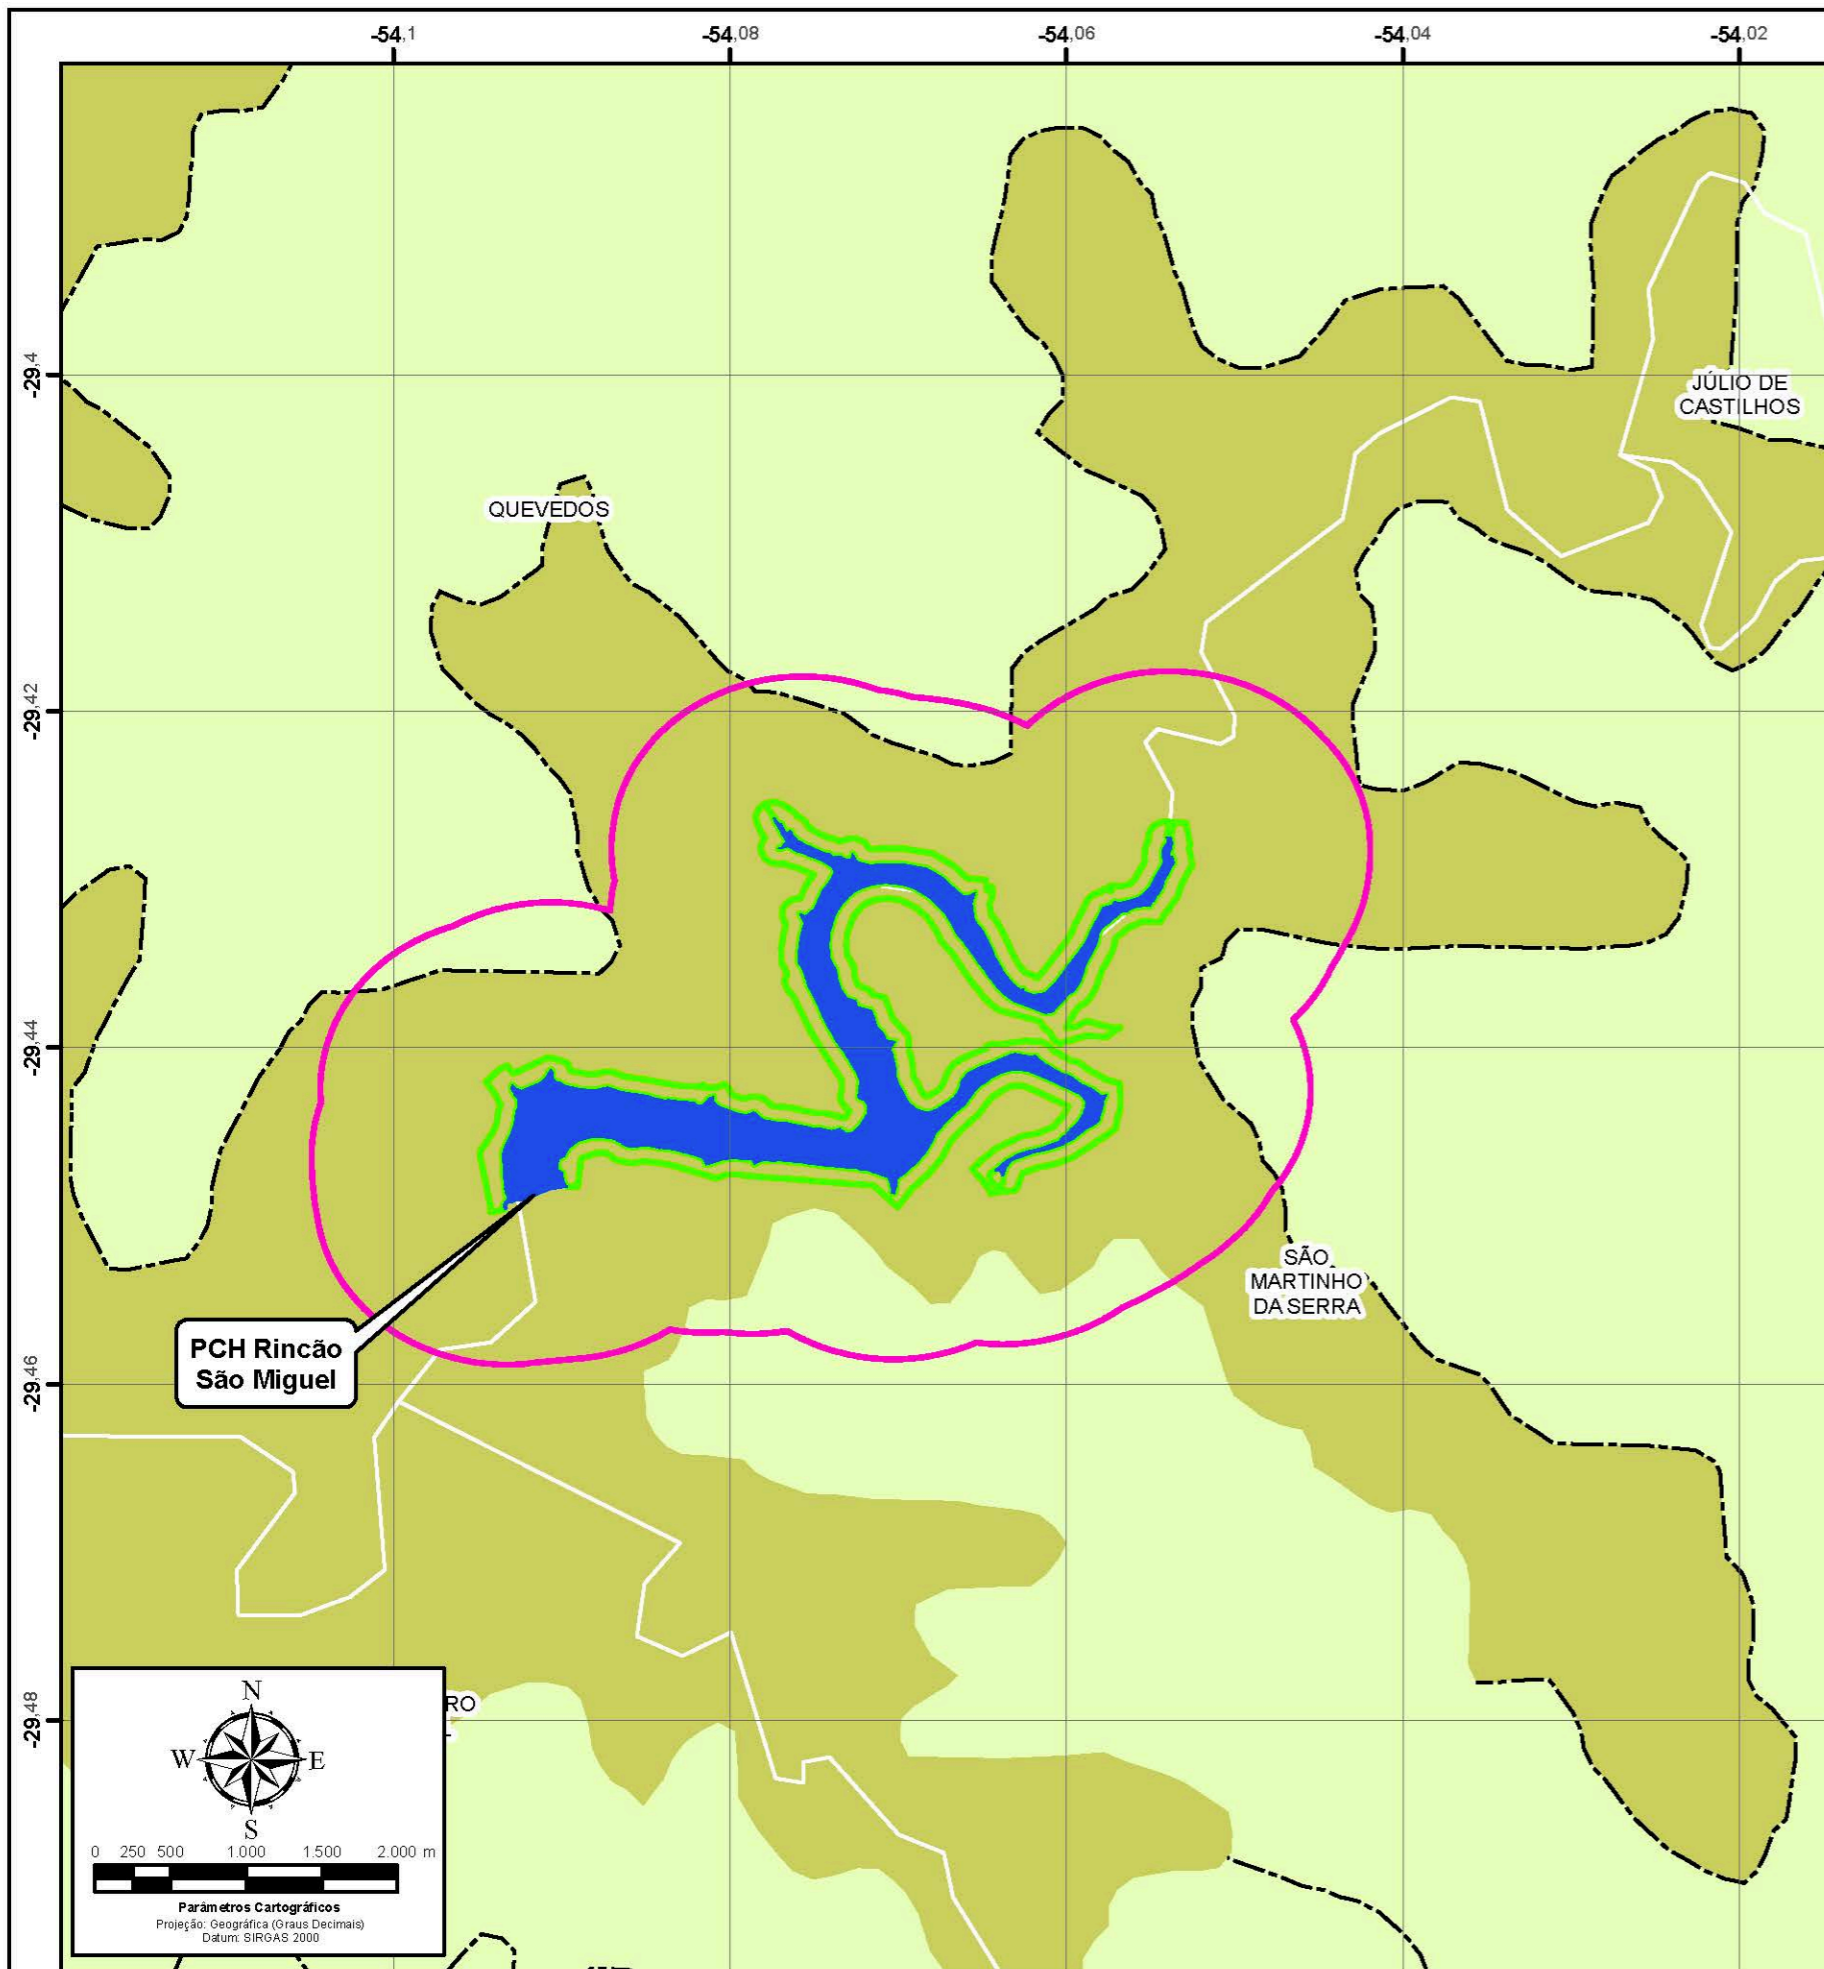 -54,1
-54,08
-54,06
-54,04
-54,02
-29,4
-29,42
-29,44
-29,46
-29,48
JÚLIO DE
CASTILHOS
QUEVEDOS
SÃO
MARTINHO
DA SERRA
PCH Rincão
São Miguel
RO
N
W
E
S
0 250 500 1.000 1.500 2.000 m
Parâmetros Cartográficos
Projeção: Geográfica (Graus Decimais)
Datum: SIRGAS 2000